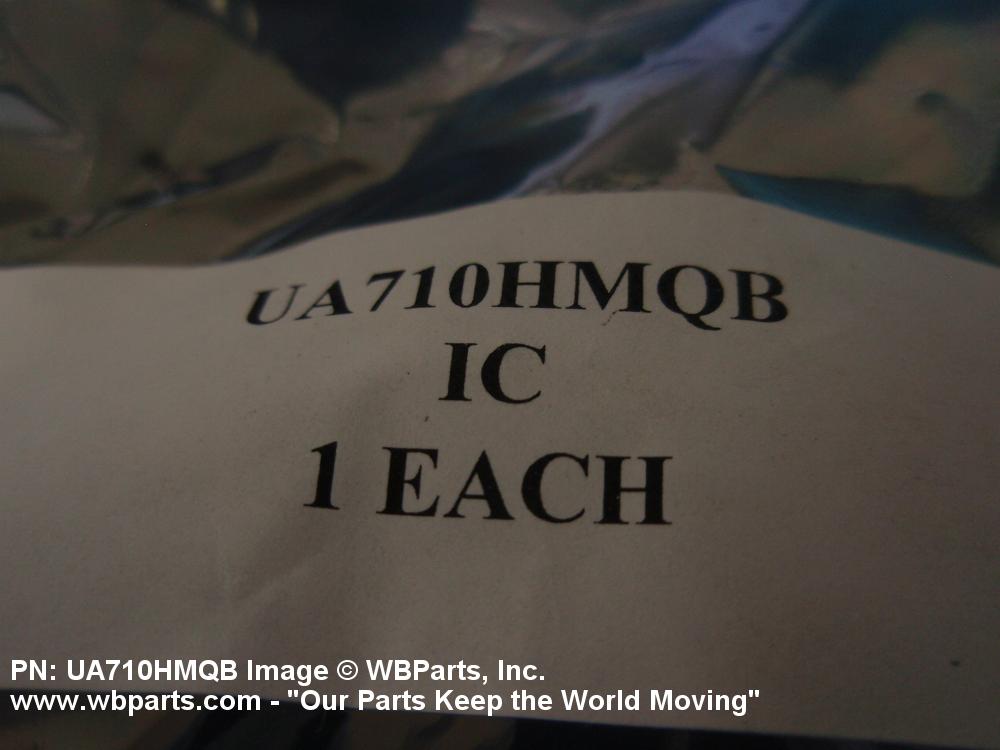 UA710HMQB
IC
1 EACH
PN: UA710HMQB Image © WBParts, Inc.
www.wbparts.com - "Our Parts Keep the World Moving"